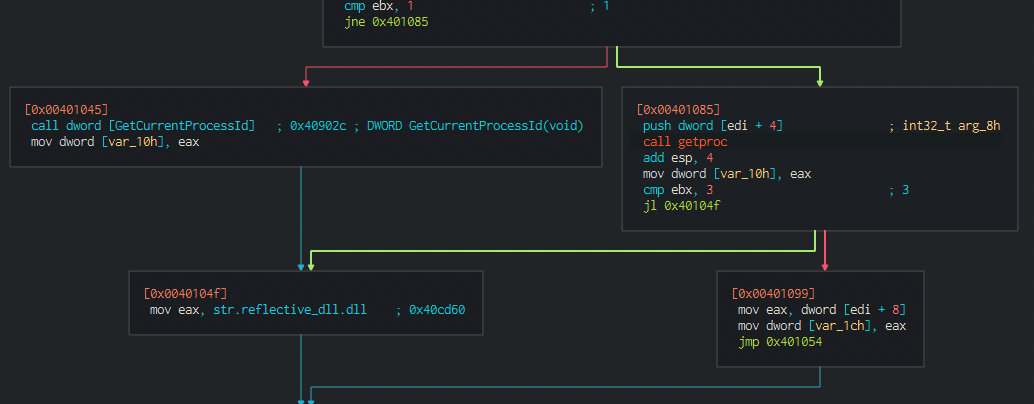 cmp ebx, 1 ; 1
jne 0x401085
[0x00401045]
call dword [GetCurrentProcessId] ; 0x40902c ; DWORD GetCurrentProcessId(void)
mov dword [var_10h], eax
[0x00401085]
push dword [edi + 4] ; int32_t arg_8h
call getproc
add esp, 4
mov dword [var_10h], eax
cmp ebx, 3 ; 3
jl 0x40104f
[0x0040104f]
mov eax, str.reflective_dll.dll ; 0x40cd60
[0x00401099]
mov eax, dword [edi + 8]
mov dword [var_1ch], eax
jmp 0x401054